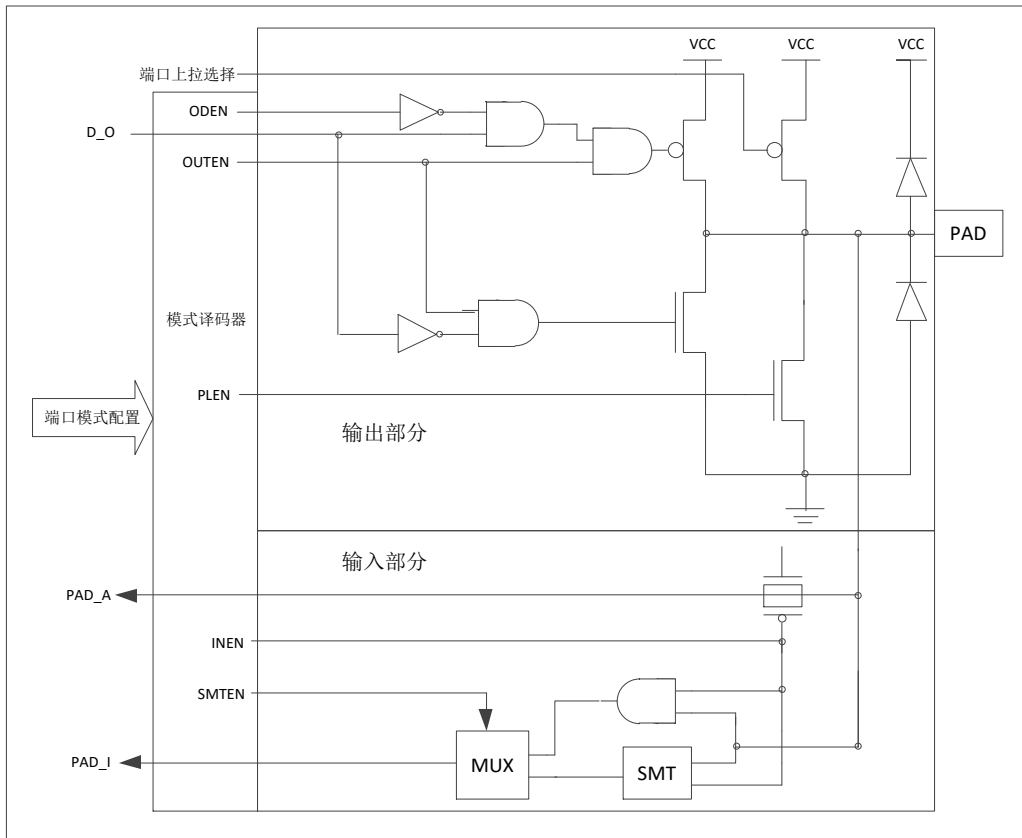 VCC
VCC
VCC
端口上拉选择
ODEN
D_O
OUTEN
PAD
模式译码器
PLEN
端口模式配置
输出部分
输入部分
PAD_A
INEN
SMTEN
PAD_I
MUX
SMT